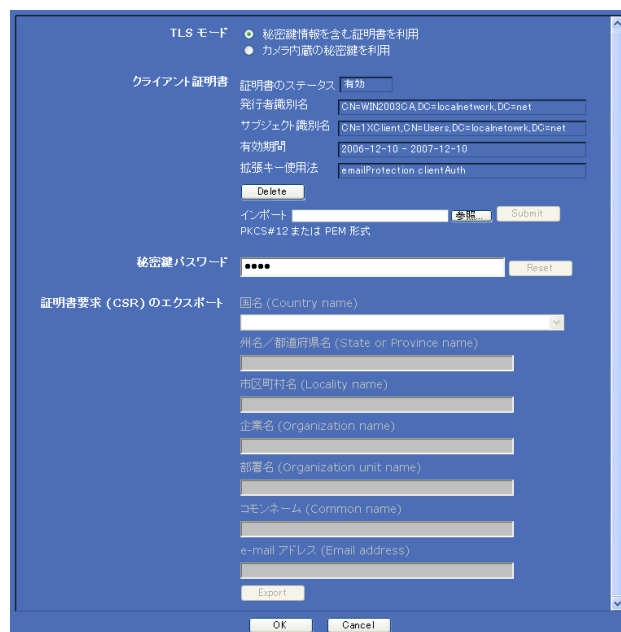 TLS モード
秘密鍵情報を含む証明書を利用
カメラ内蔵の秘密鍵を利用
クライアント証明書
証明書のステータス 有効
発行者識別名 CN=WIN2003CA,DC=localnetwork,DC=net
サブジェクト識別名 CN=1XClient,CN=Users,DC=localnetowrk,DC=net
有効期間 2006-12-10 - 2007-12-10
拡張キー使用法 emailProtection clientAuth
Delete
インポート 参照... Submit
PKCS#12 または PEM 形式
秘密鍵パスワード ●●●● Reset
証明書要求 (CSR) のエクスポート
国名 (Country name)
州名／都道府県名 (State or Province name)
市区町村名 (Locality name)
企業名 (Organization name)
部署名 (Organization unit name)
コモンネーム (Common name)
e-mail アドレス (Email address)
Export
OK Cancel